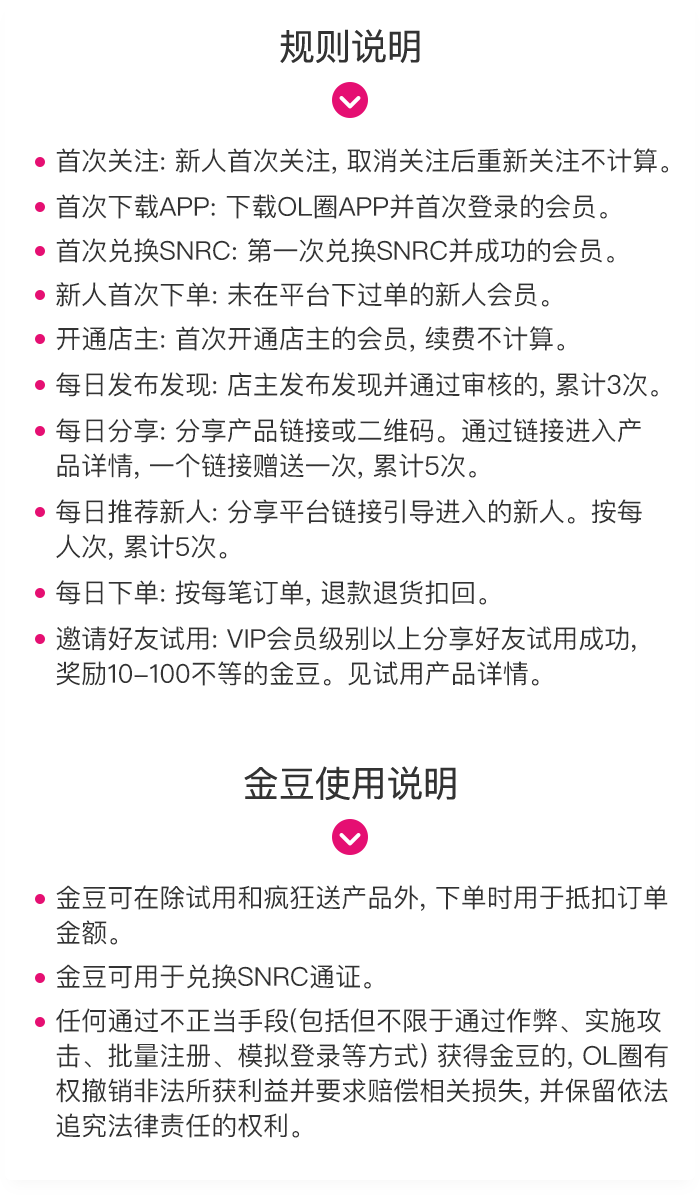 规则说明
首次关注: 新人首次关注, 取消关注后重新关注不计算。
首次下载APP: 下载OL圈APP并首次登录的会员。
首次兑换SNRC: 第一次兑换SNRC并成功的会员。
新人首次下单: 未在平台下过单的新人会员。
开通店主: 首次开通店主的会员, 续费不计算。
每日发布发现: 店主发布发现并通过审核的, 累计3次。
每日分享: 分享产品链接或二维码。通过链接进入产
品详情, 一个链接赠送一次, 累计5次。
每日推荐新人: 分享平台链接引导进入的新人。按每
人次, 累计5次。
每日下单: 按每笔订单, 退款退货扣回。
邀请好友试用: VIP会员级别以上分享好友试用成功,
奖励10-100不等的金豆。见试用产品详情。
金豆使用说明
金豆可在除试用和疯狂送产品外, 下单时用于抵扣订单
金额。
金豆可用于兑换SNRC通证。
任何通过不正当手段(包括但不限于通过作弊、实施攻
击、批量注册、模拟登录等方式) 获得金豆的, OL圈有
权撤销非法所获利益并要求赔偿相关损失, 并保留依法
追究法律责任的权利。